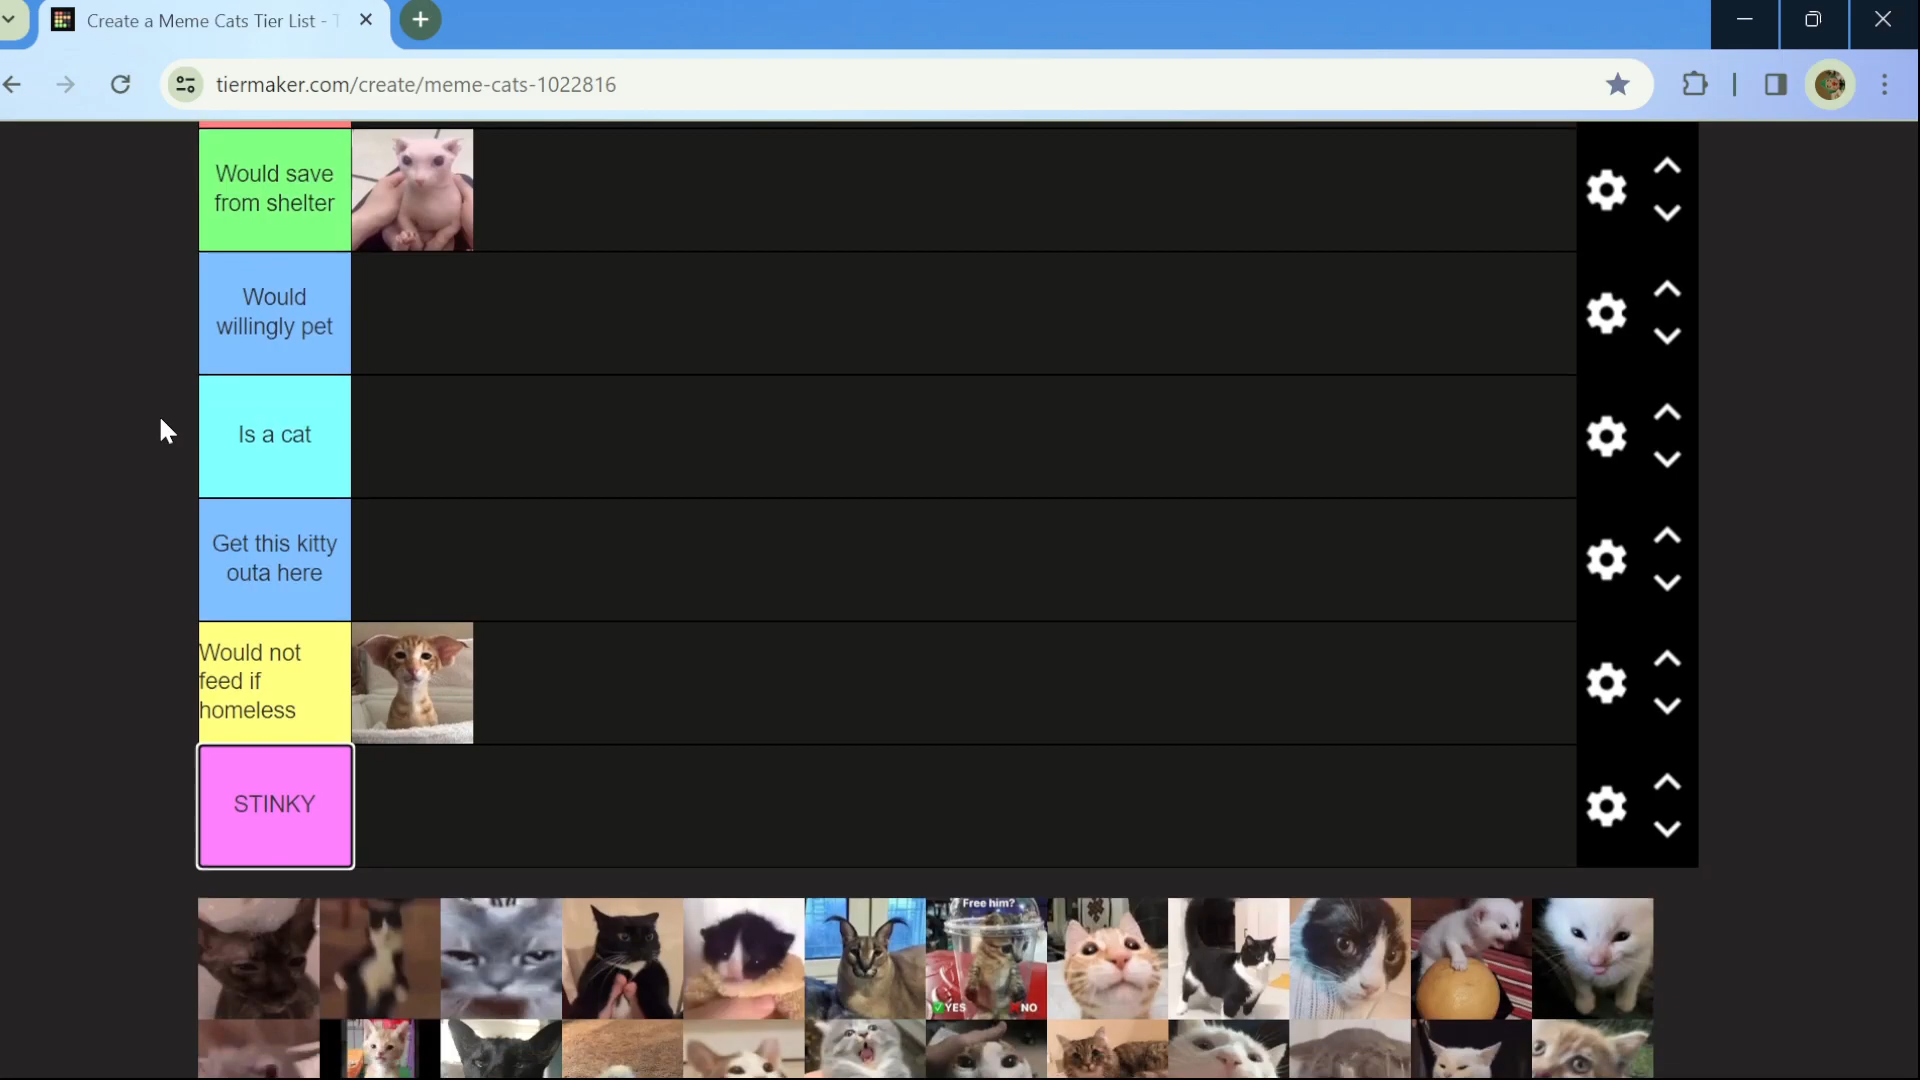 Create a Meme Cats Tier List -
tiermaker.com/create/meme-cats-1022816
Would save
from shelter
Would
willingly pet
Is a cat
Get this kitty
outa here
Would not
feed if
homeless
STINKY
Free him?
YES
NO